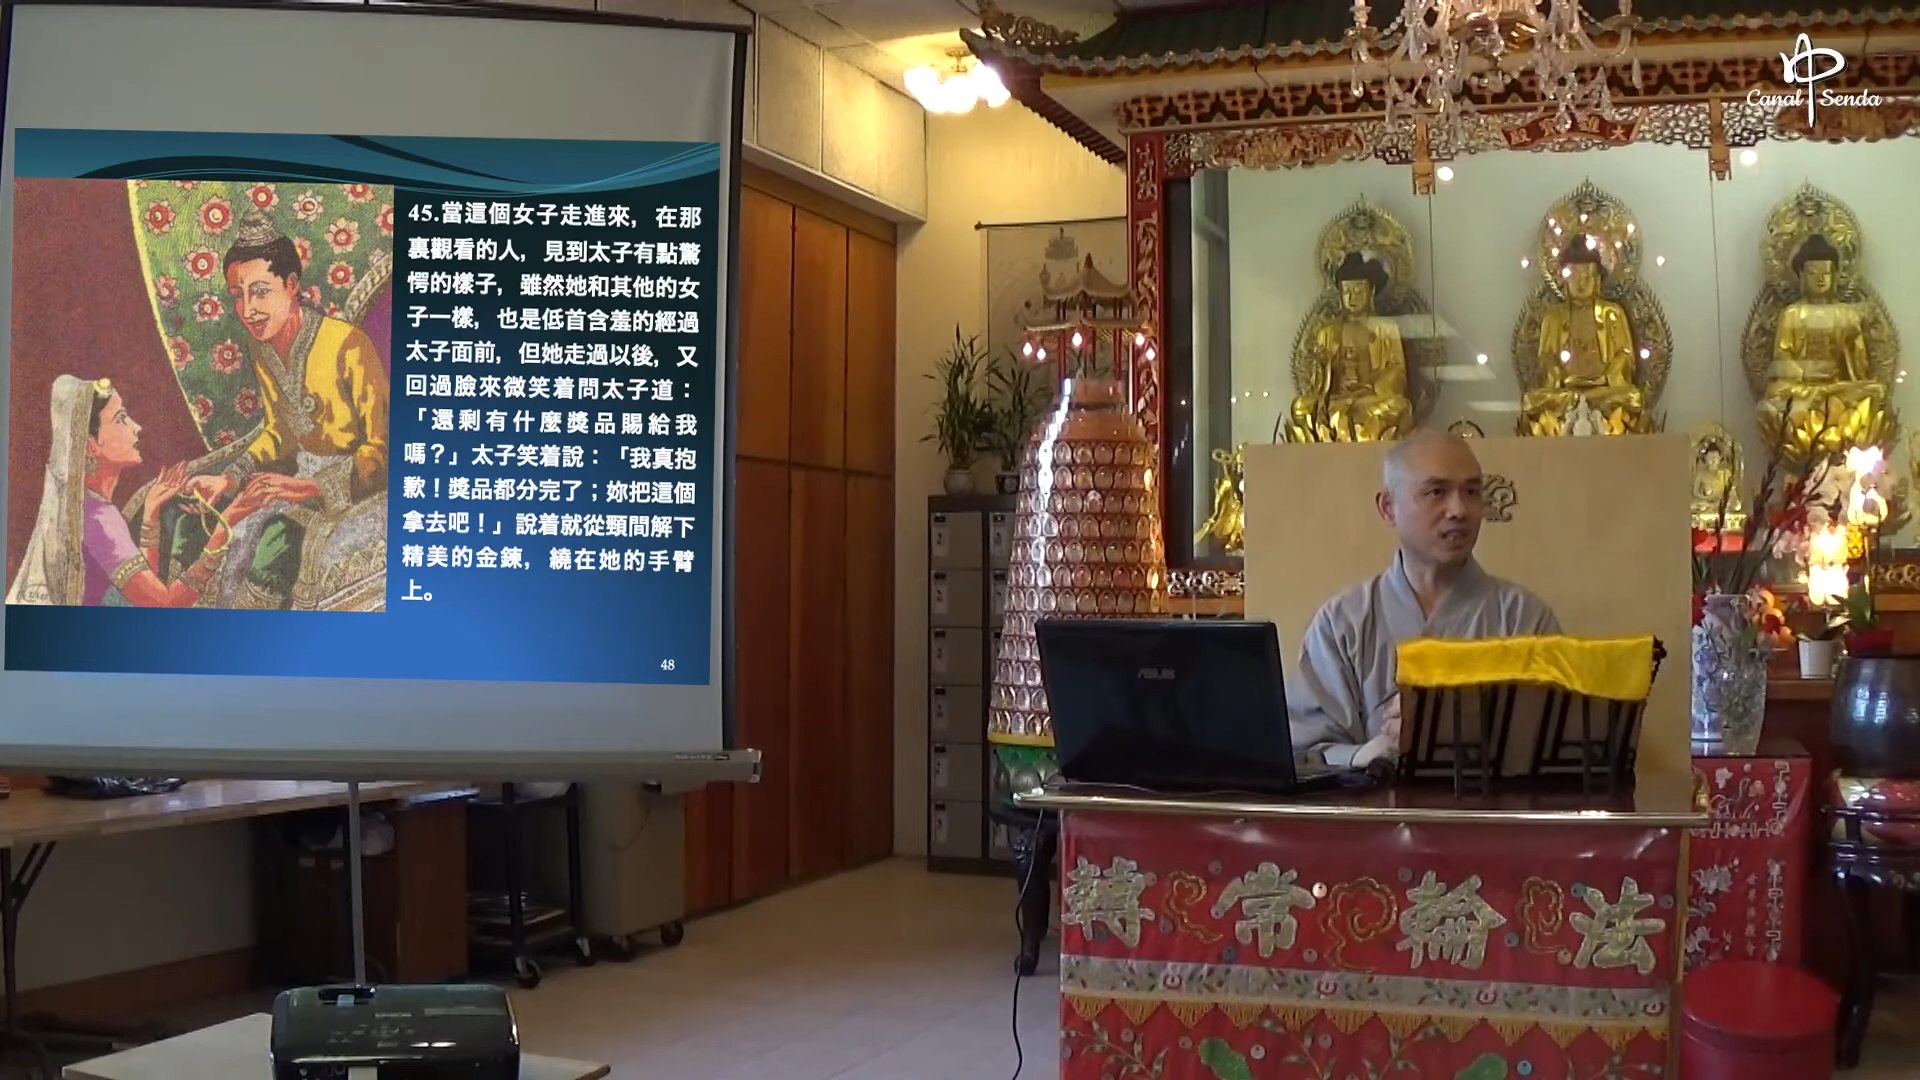 45.當這個女子走進來，在那
裏觀看的人，見到太子有點驚
愕的樣子，雖然她和其他的女
子一樣，也是低首含羞的經過
太子面前，但她走過以後，又
回過臉來微笑着問太子道：
「還剩有什麼獎品賜給我
嗎？」太子笑着說：「我真抱
歉！獎品都分完了；妳把這個
拿去吧！」說着就從頸間解下
精美的金鍊，繞在她的手臂
上。
48
Canal Senda
ASUS
轉常輪法
EPSON